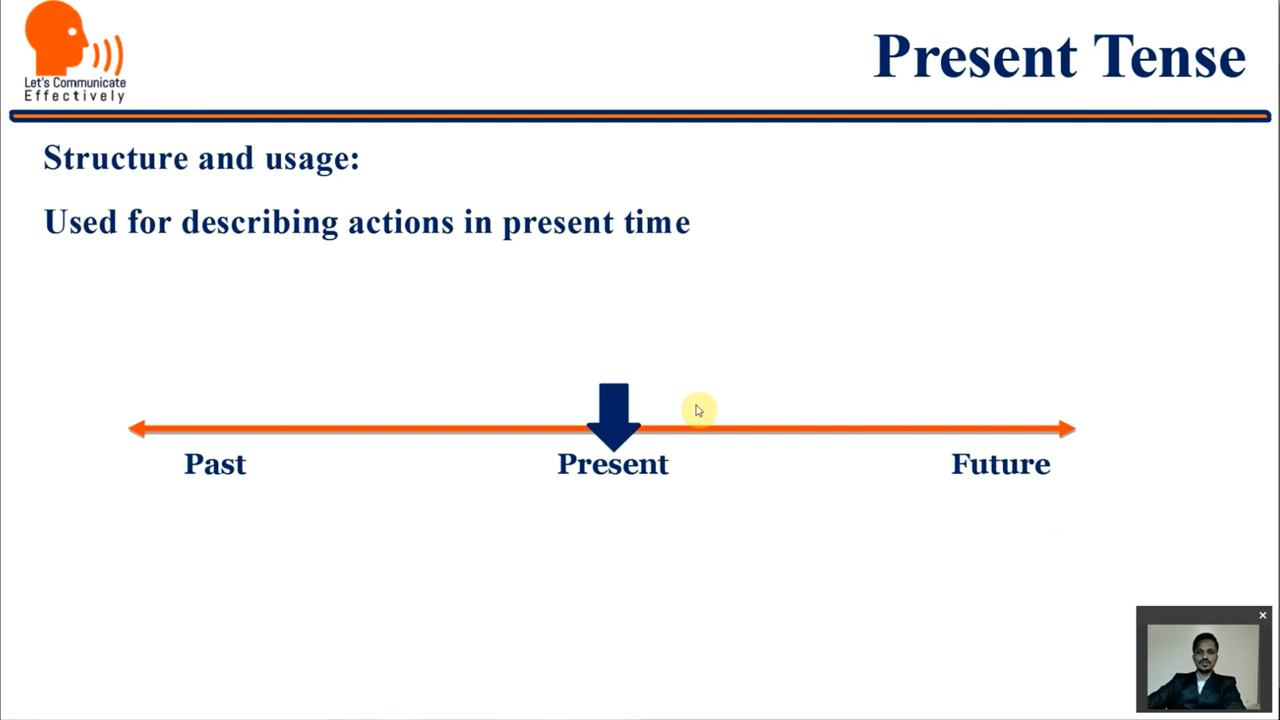 Let's Communicate
Effectively
Present Tense
Structure and usage:
Used for describing actions in present time
Past
Present
Future